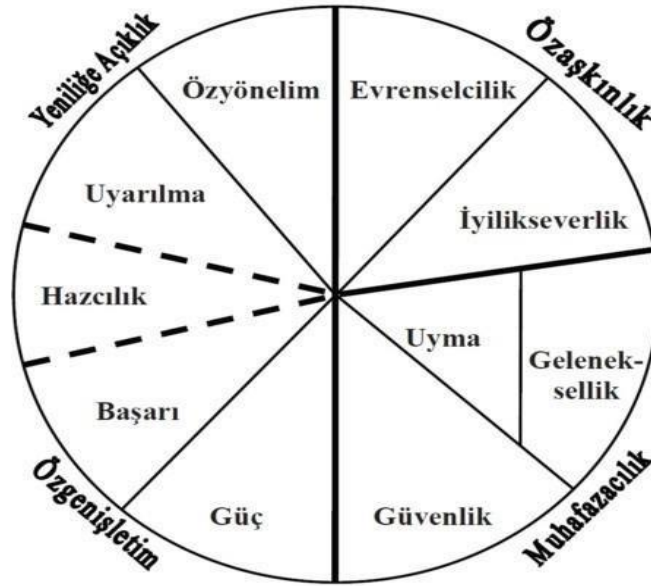 Yeniliğe Açıklık
Özaşkınlık
Özyönelim
Evrenselcilik
Uyarılma
İyilikseverlik
Hazcılık
Uyma
Gelenek-
sellik
Başarı
Güç
Güvenlik
Özgenişletim
Muhafazacılık